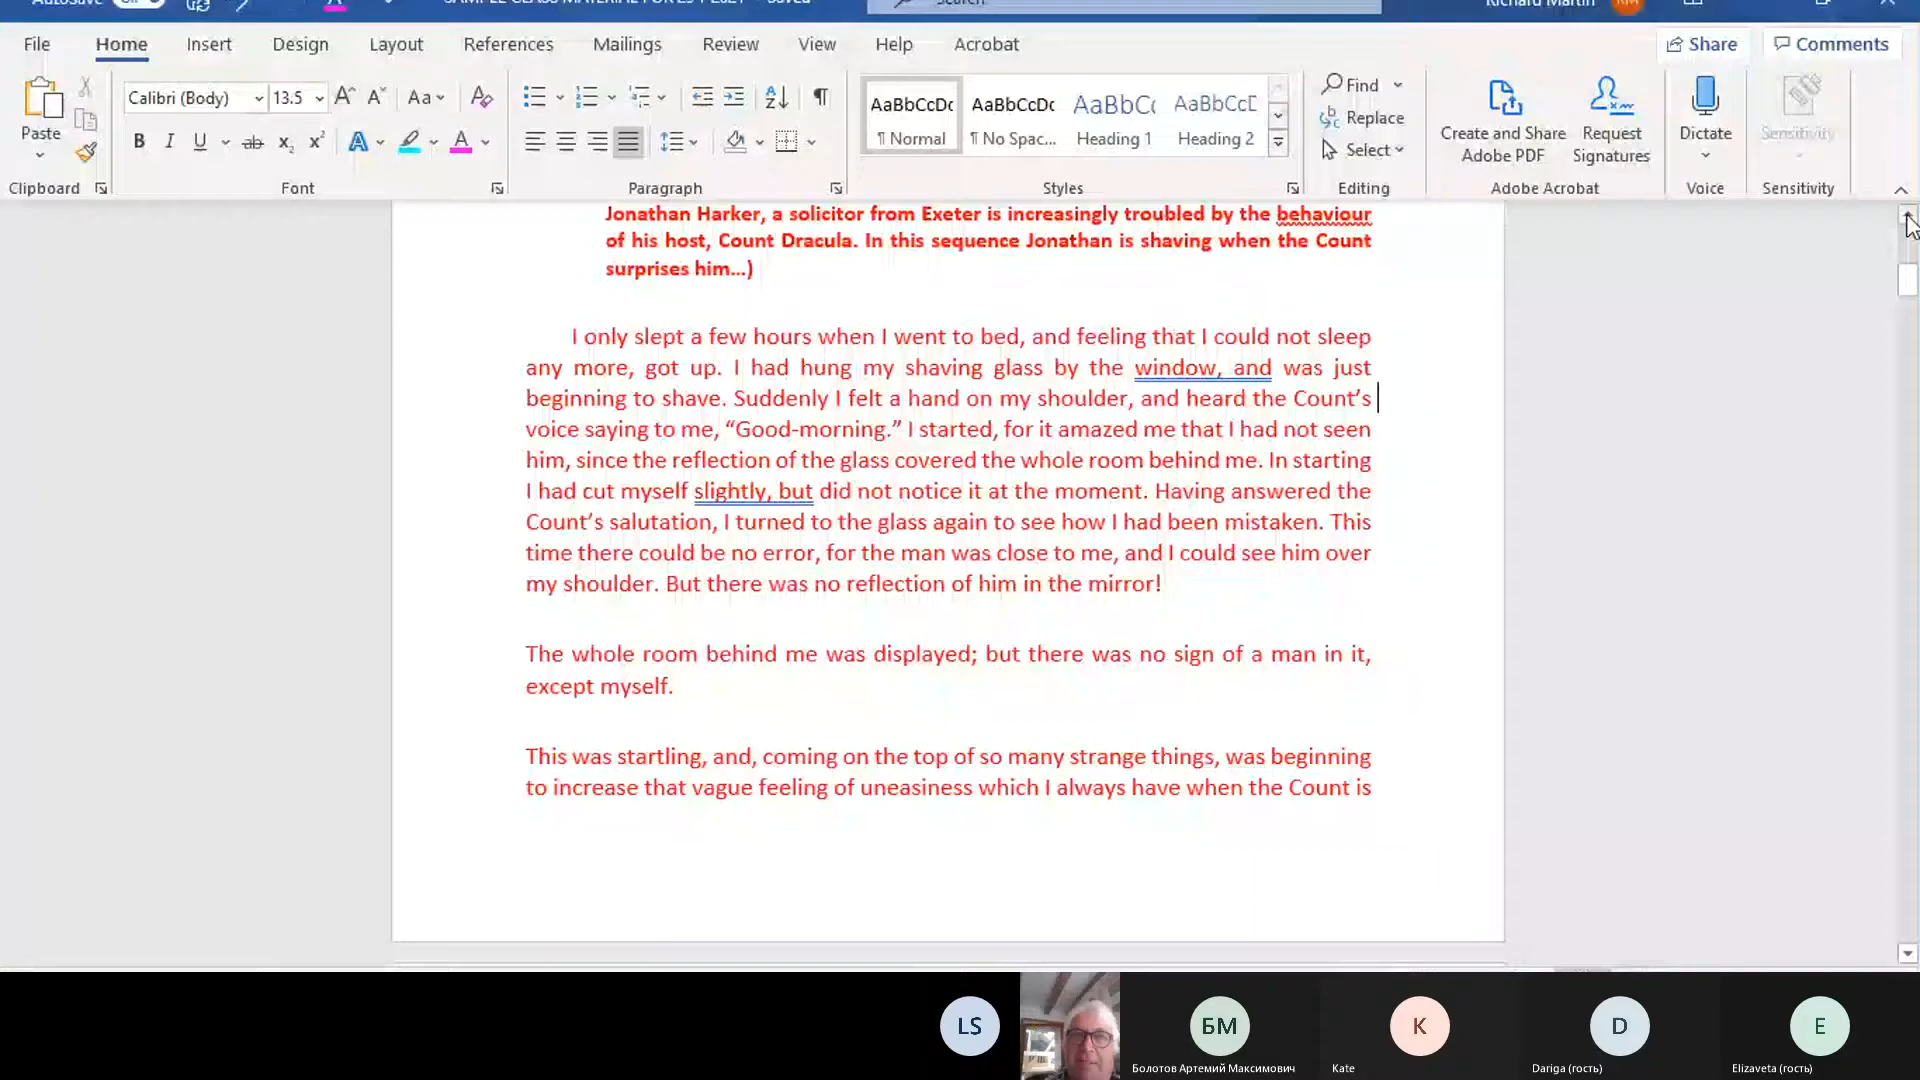 File Home Insert Design Layout References Mailings Review View Help Acrobat Share Comments
Calibri (Body) 13.5 Aa
AaBbCcDc AaBbCcDc AaBbC AaBbCcD
Paste
B I U ab x₂ x² A A
¶ Normal ¶ No Spac... Heading 1 Heading 2
Find
Replace
Select
Create and Share Adobe PDF
Request Signatures
Dictate
Sensitivity
Clipboard Font Paragraph Styles Editing Adobe Acrobat Voice Sensitivity
Jonathan Harker, a solicitor from Exeter is increasingly troubled by the behaviour
of his host, Count Dracula. In this sequence Jonathan is shaving when the Count
surprises him...)
I only slept a few hours when I went to bed, and feeling that I could not sleep
any more, got up. I had hung my shaving glass by the window, and was just
beginning to shave. Suddenly I felt a hand on my shoulder, and heard the Count’s
voice saying to me, “Good-morning.” I started, for it amazed me that I had not seen
him, since the reflection of the glass covered the whole room behind me. In starting
I had cut myself slightly, but did not notice it at the moment. Having answered the
Count’s salutation, I turned to the glass again to see how I had been mistaken. This
time there could be no error, for the man was close to me, and I could see him over
my shoulder. But there was no reflection of him in the mirror!
The whole room behind me was displayed; but there was no sign of a man in it,
except myself.
This was startling, and, coming on the top of so many strange things, was beginning
to increase that vague feeling of uneasiness which I always have when the Count is
LS БМ K D E
Болотов Артемий Максимович Kate Dariga (гость) Elizaveta (гость)